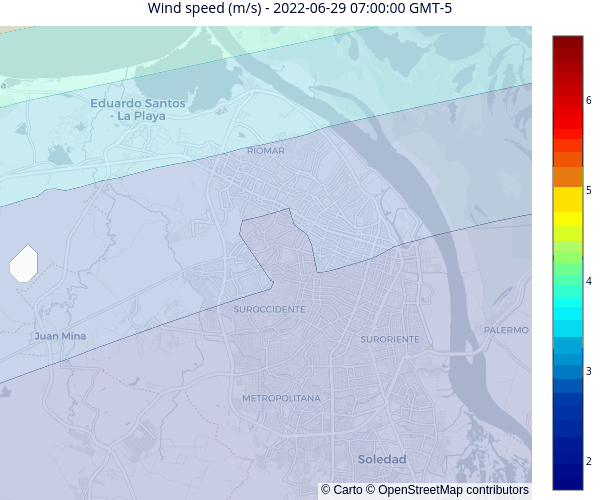 Wind speed (m/s) - 2022-06-29 07:00:00 GMT-5
a
Eduardo Santos
- La Playa
RIOMAR
SUROCCIDENTE
Juan Mina
SURORIENTE
PALERMO
METROPOLITANA
Soledad
6
5
4
3
2
© Carto © OpenStreetMap contributors